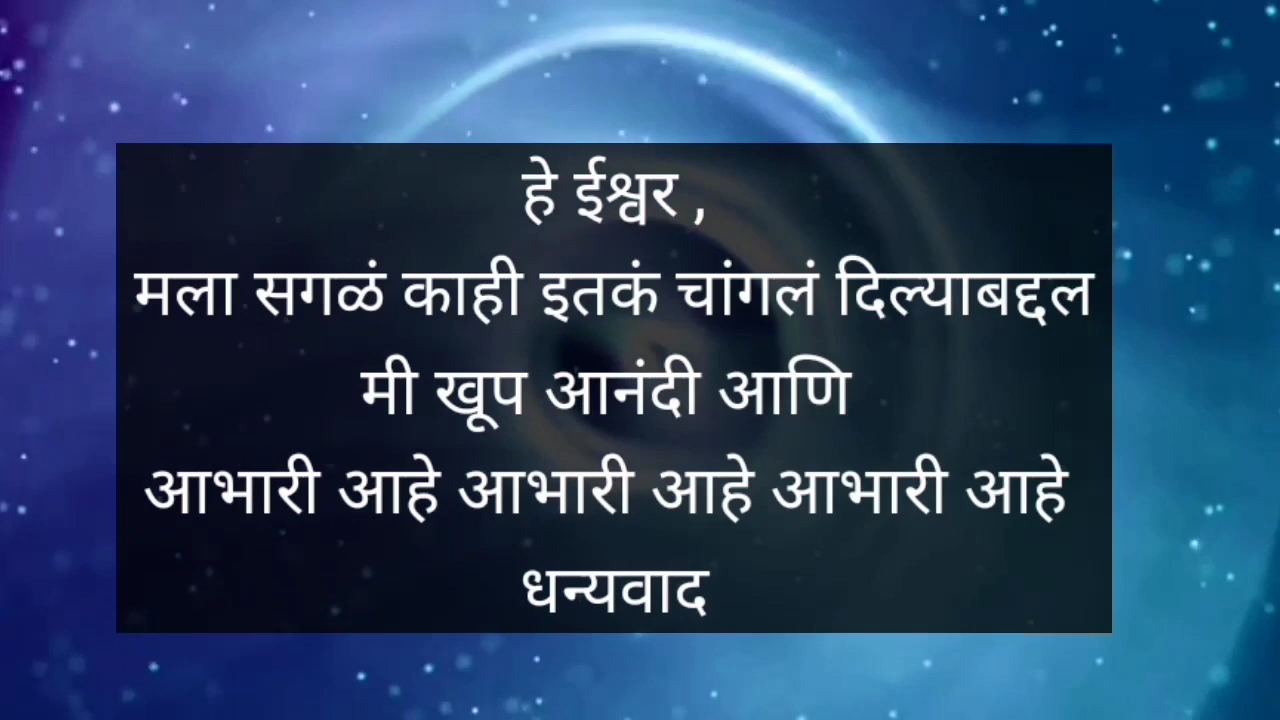 हे ईश्वर ,
मला सगळं काही इतकं चांगलं दिल्याबद्दल
मी खूप आनंदी आणि
आभारी आहे आभारी आहे आभारी आहे
धन्यवाद